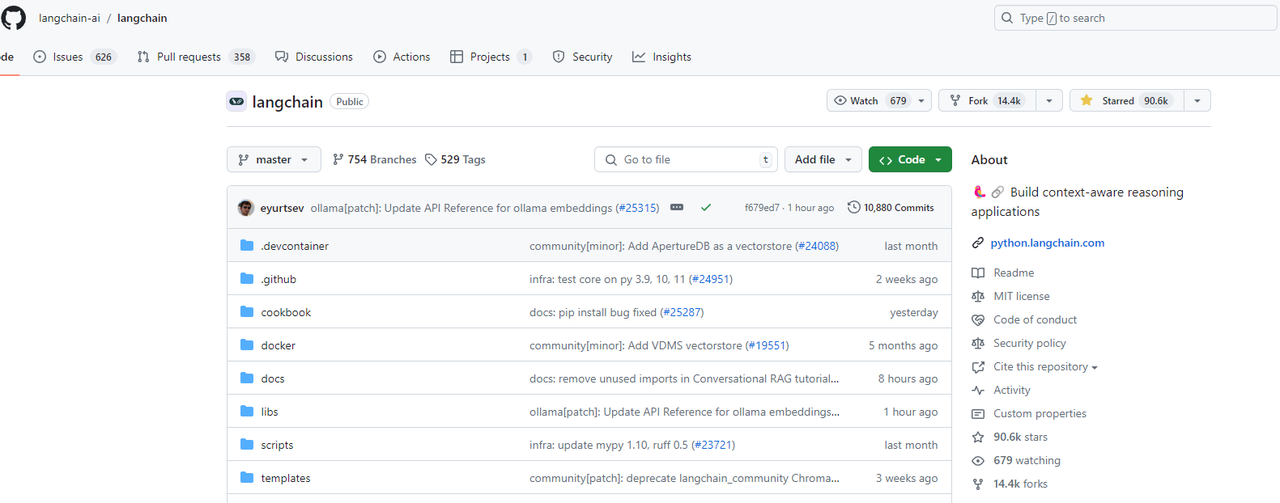 langchain-ai / langchain
Type / to search
de Issues 626 Pull requests 358 Discussions Actions Projects 1 Security Insights
langchain Public
Watch 679 Fork 14.4k Starred 90.6k
master 754 Branches 529 Tags Go to file t Add file Code
eyurtsev ollama[patch]: Update API Reference for ollama embeddings (#25315) f679ed7 · 1 hour ago 10,880 Commits
.devcontainer community[minor]: Add ApertureDB as a vectorstore (#24088) last month
.github infra: test core on py 3.9, 10, 11 (#24951) 2 weeks ago
cookbook docs: pip install bug fixed (#25287) yesterday
docker community[minor]: Add VDMS vectorstore (#19551) 5 months ago
docs docs: remove unused imports in Conversational RAG tutorial… 8 hours ago
libs ollama[patch]: Update API Reference for ollama embeddings… 1 hour ago
scripts infra: update mypy 1.10, ruff 0.5 (#23721) last month
templates community[patch]: deprecate langchain_community Chroma… 3 weeks ago
About
🦜🔗 Build context-aware reasoning
applications
python.langchain.com
Readme
MIT license
Code of conduct
Security policy
Cite this repository
Activity
Custom properties
90.6k stars
679 watching
14.4k forks